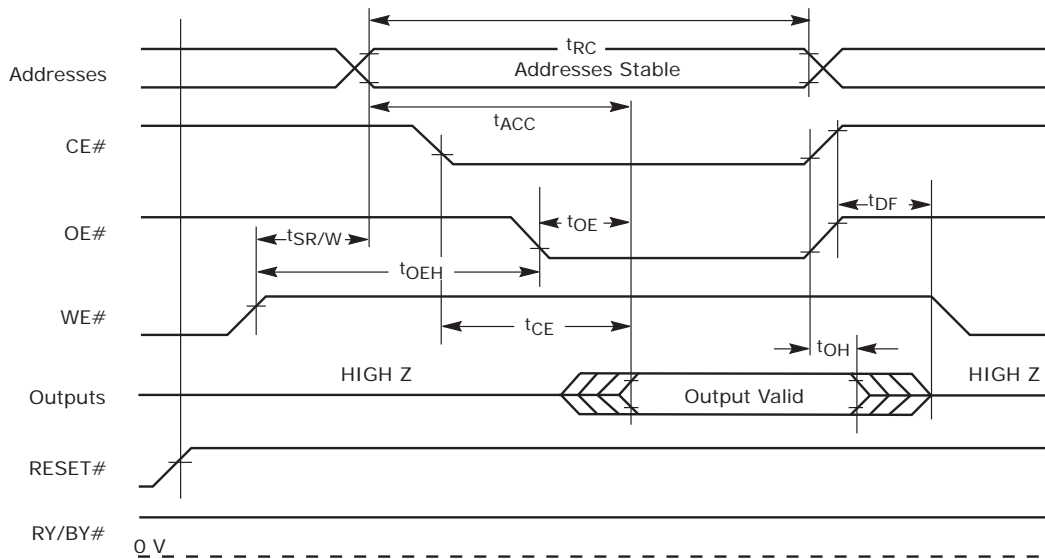 tRC
Addresses
Addresses Stable
tACC
CE#
tDF
tOE
OE#
tSR/W
tOEH
WE#
tCE
tOH
HIGH Z
HIGH Z
Outputs
Output Valid
RESET#
RY/BY#
0 V